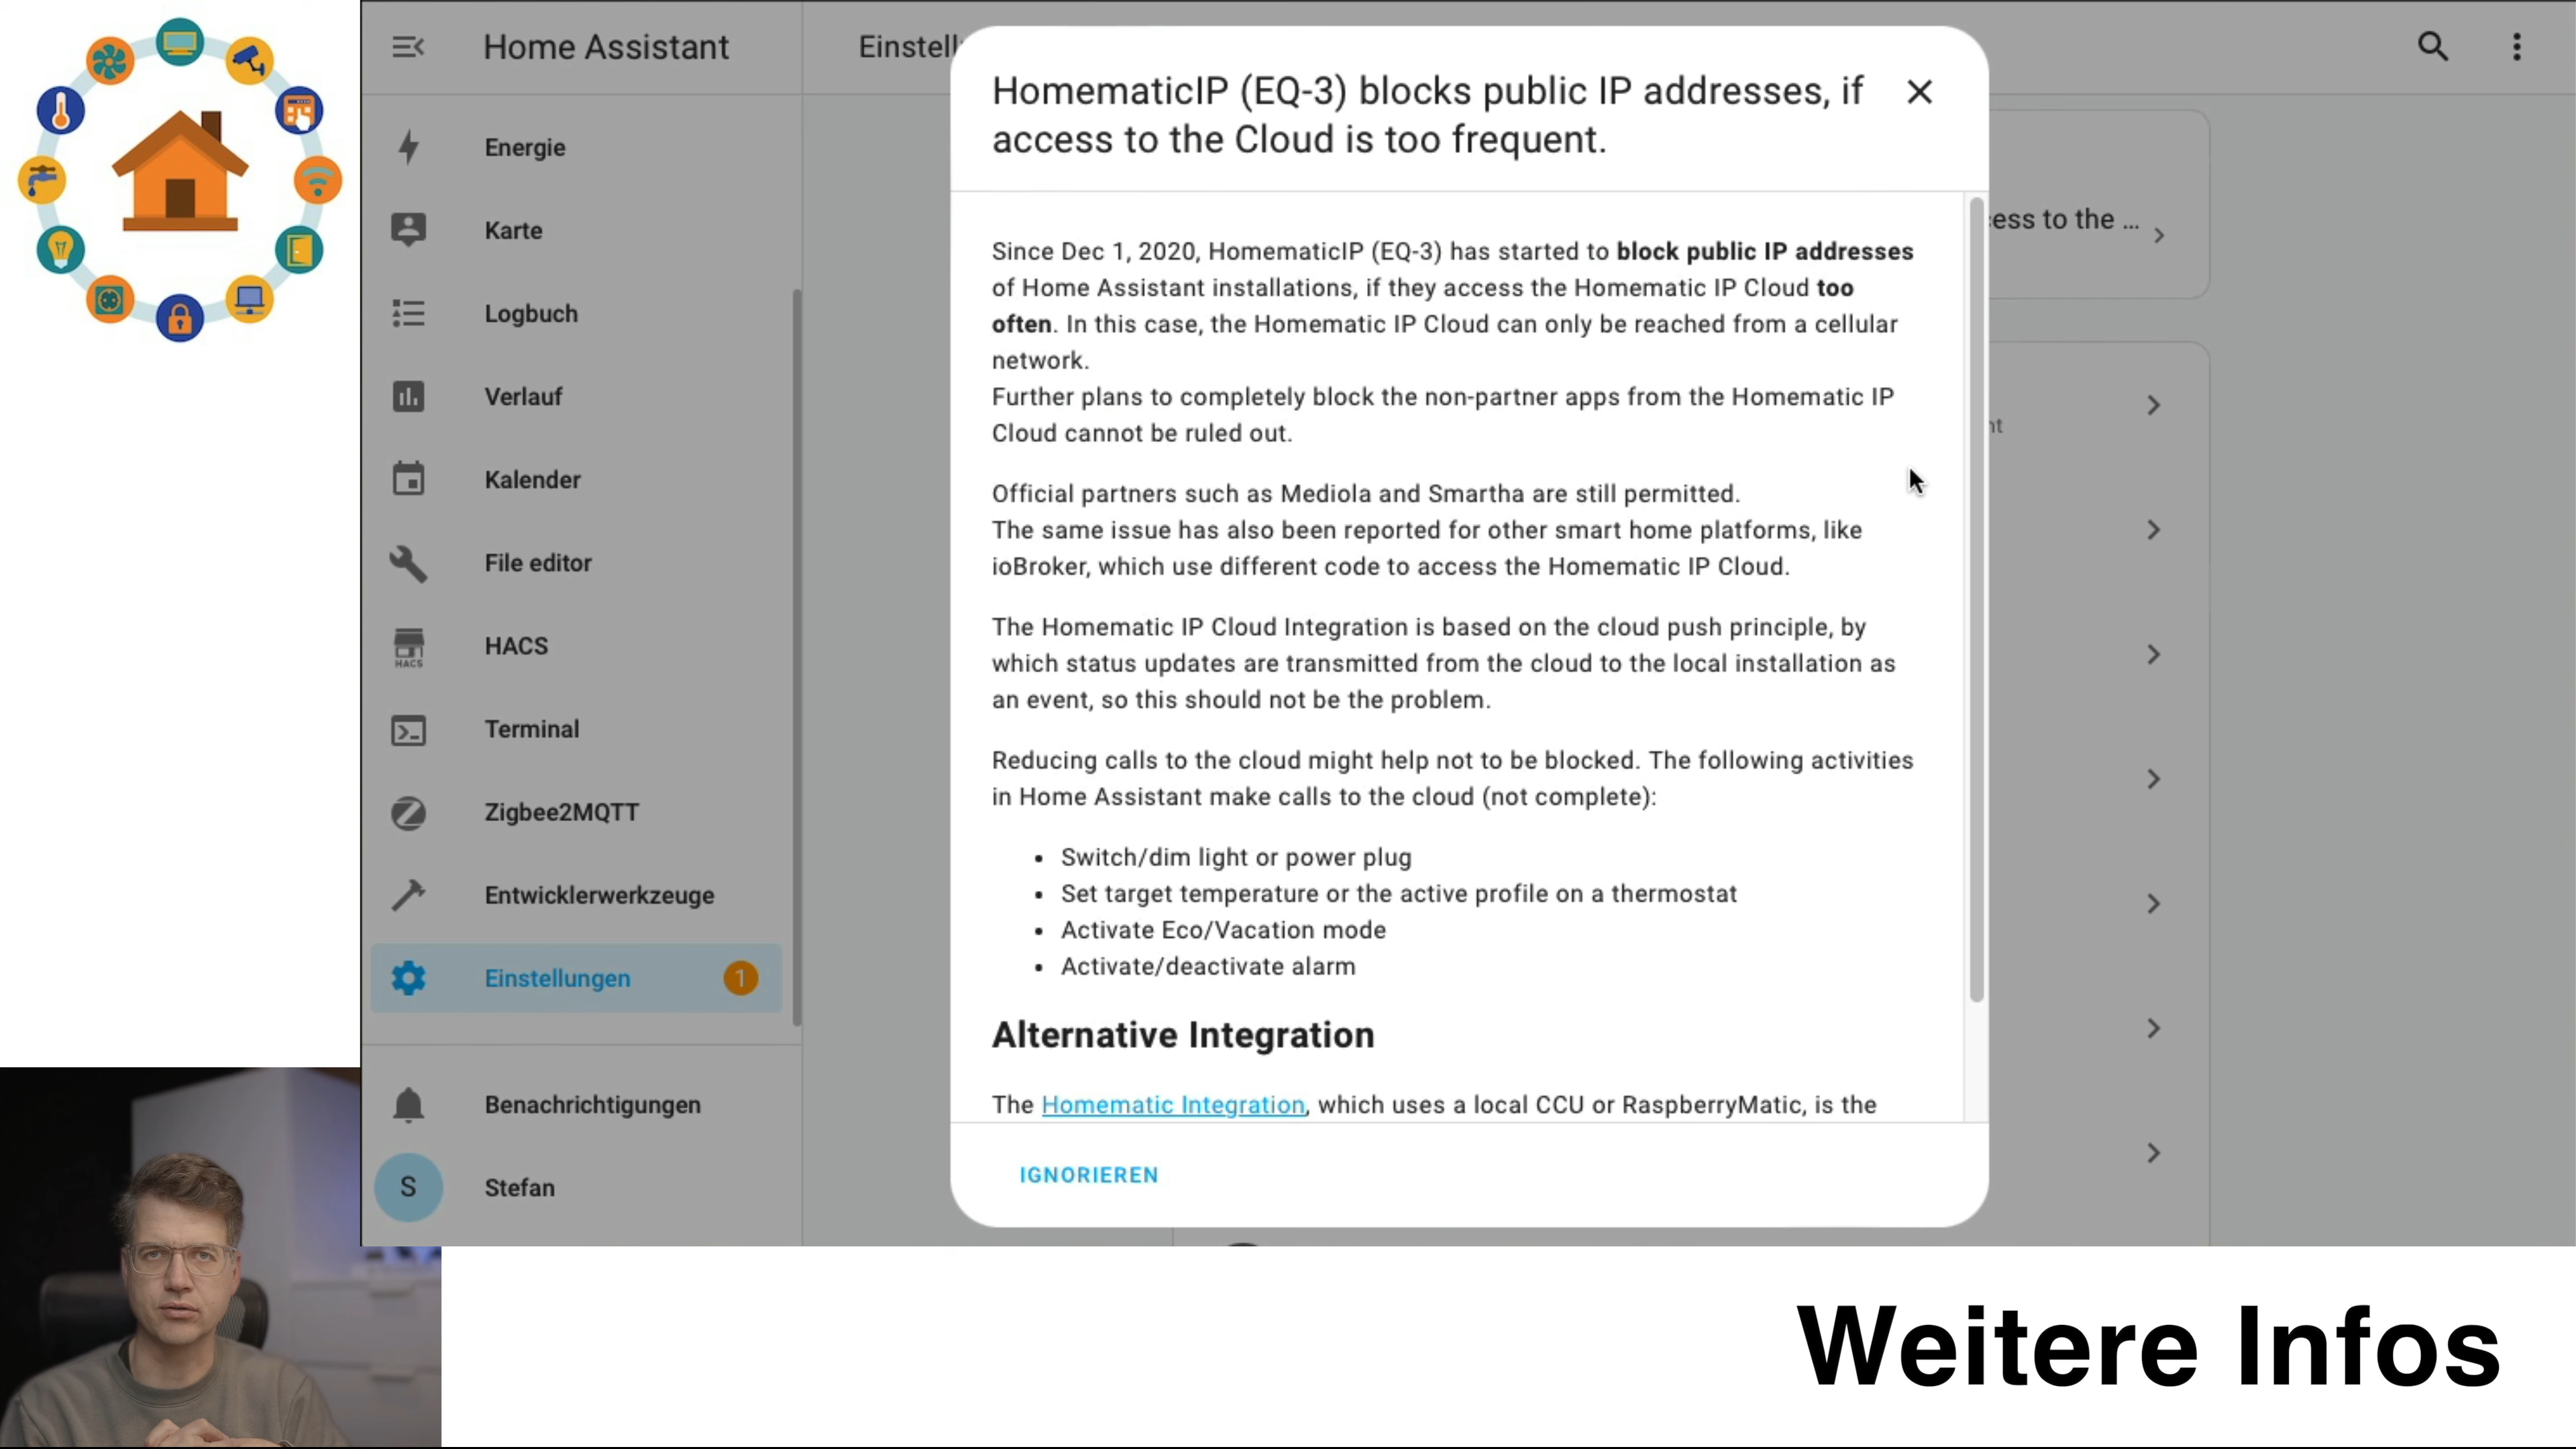 Home Assistant
Einstell
Energie
Karte
Logbuch
Verlauf
Kalender
File editor
HACS
HACS
Terminal
Zigbee2MQTT
Entwicklerwerkzeuge
Einstellungen 1
Benachrichtigungen
S Stefan
HomematicIP (EQ-3) blocks public IP addresses, if
access to the Cloud is too frequent.
Since Dec 1, 2020, HomematicIP (EQ-3) has started to block public IP addresses
of Home Assistant installations, if they access the Homematic IP Cloud too
often. In this case, the Homematic IP Cloud can only be reached from a cellular
network.
Further plans to completely block the non-partner apps from the Homematic IP
Cloud cannot be ruled out.
Official partners such as Mediola and Smartha are still permitted.
The same issue has also been reported for other smart home platforms, like
ioBroker, which use different code to access the Homematic IP Cloud.
The Homematic IP Cloud Integration is based on the cloud push principle, by
which status updates are transmitted from the cloud to the local installation as
an event, so this should not be the problem.
Reducing calls to the cloud might help not to be blocked. The following activities
in Home Assistant make calls to the cloud (not complete):
• Switch/dim light or power plug
• Set target temperature or the active profile on a thermostat
• Activate Eco/Vacation mode
• Activate/deactivate alarm
Alternative Integration
The Homematic Integration, which uses a local CCU or RaspberryMatic, is the
IGNORIEREN
cess to the ...
nt
Weitere Infos